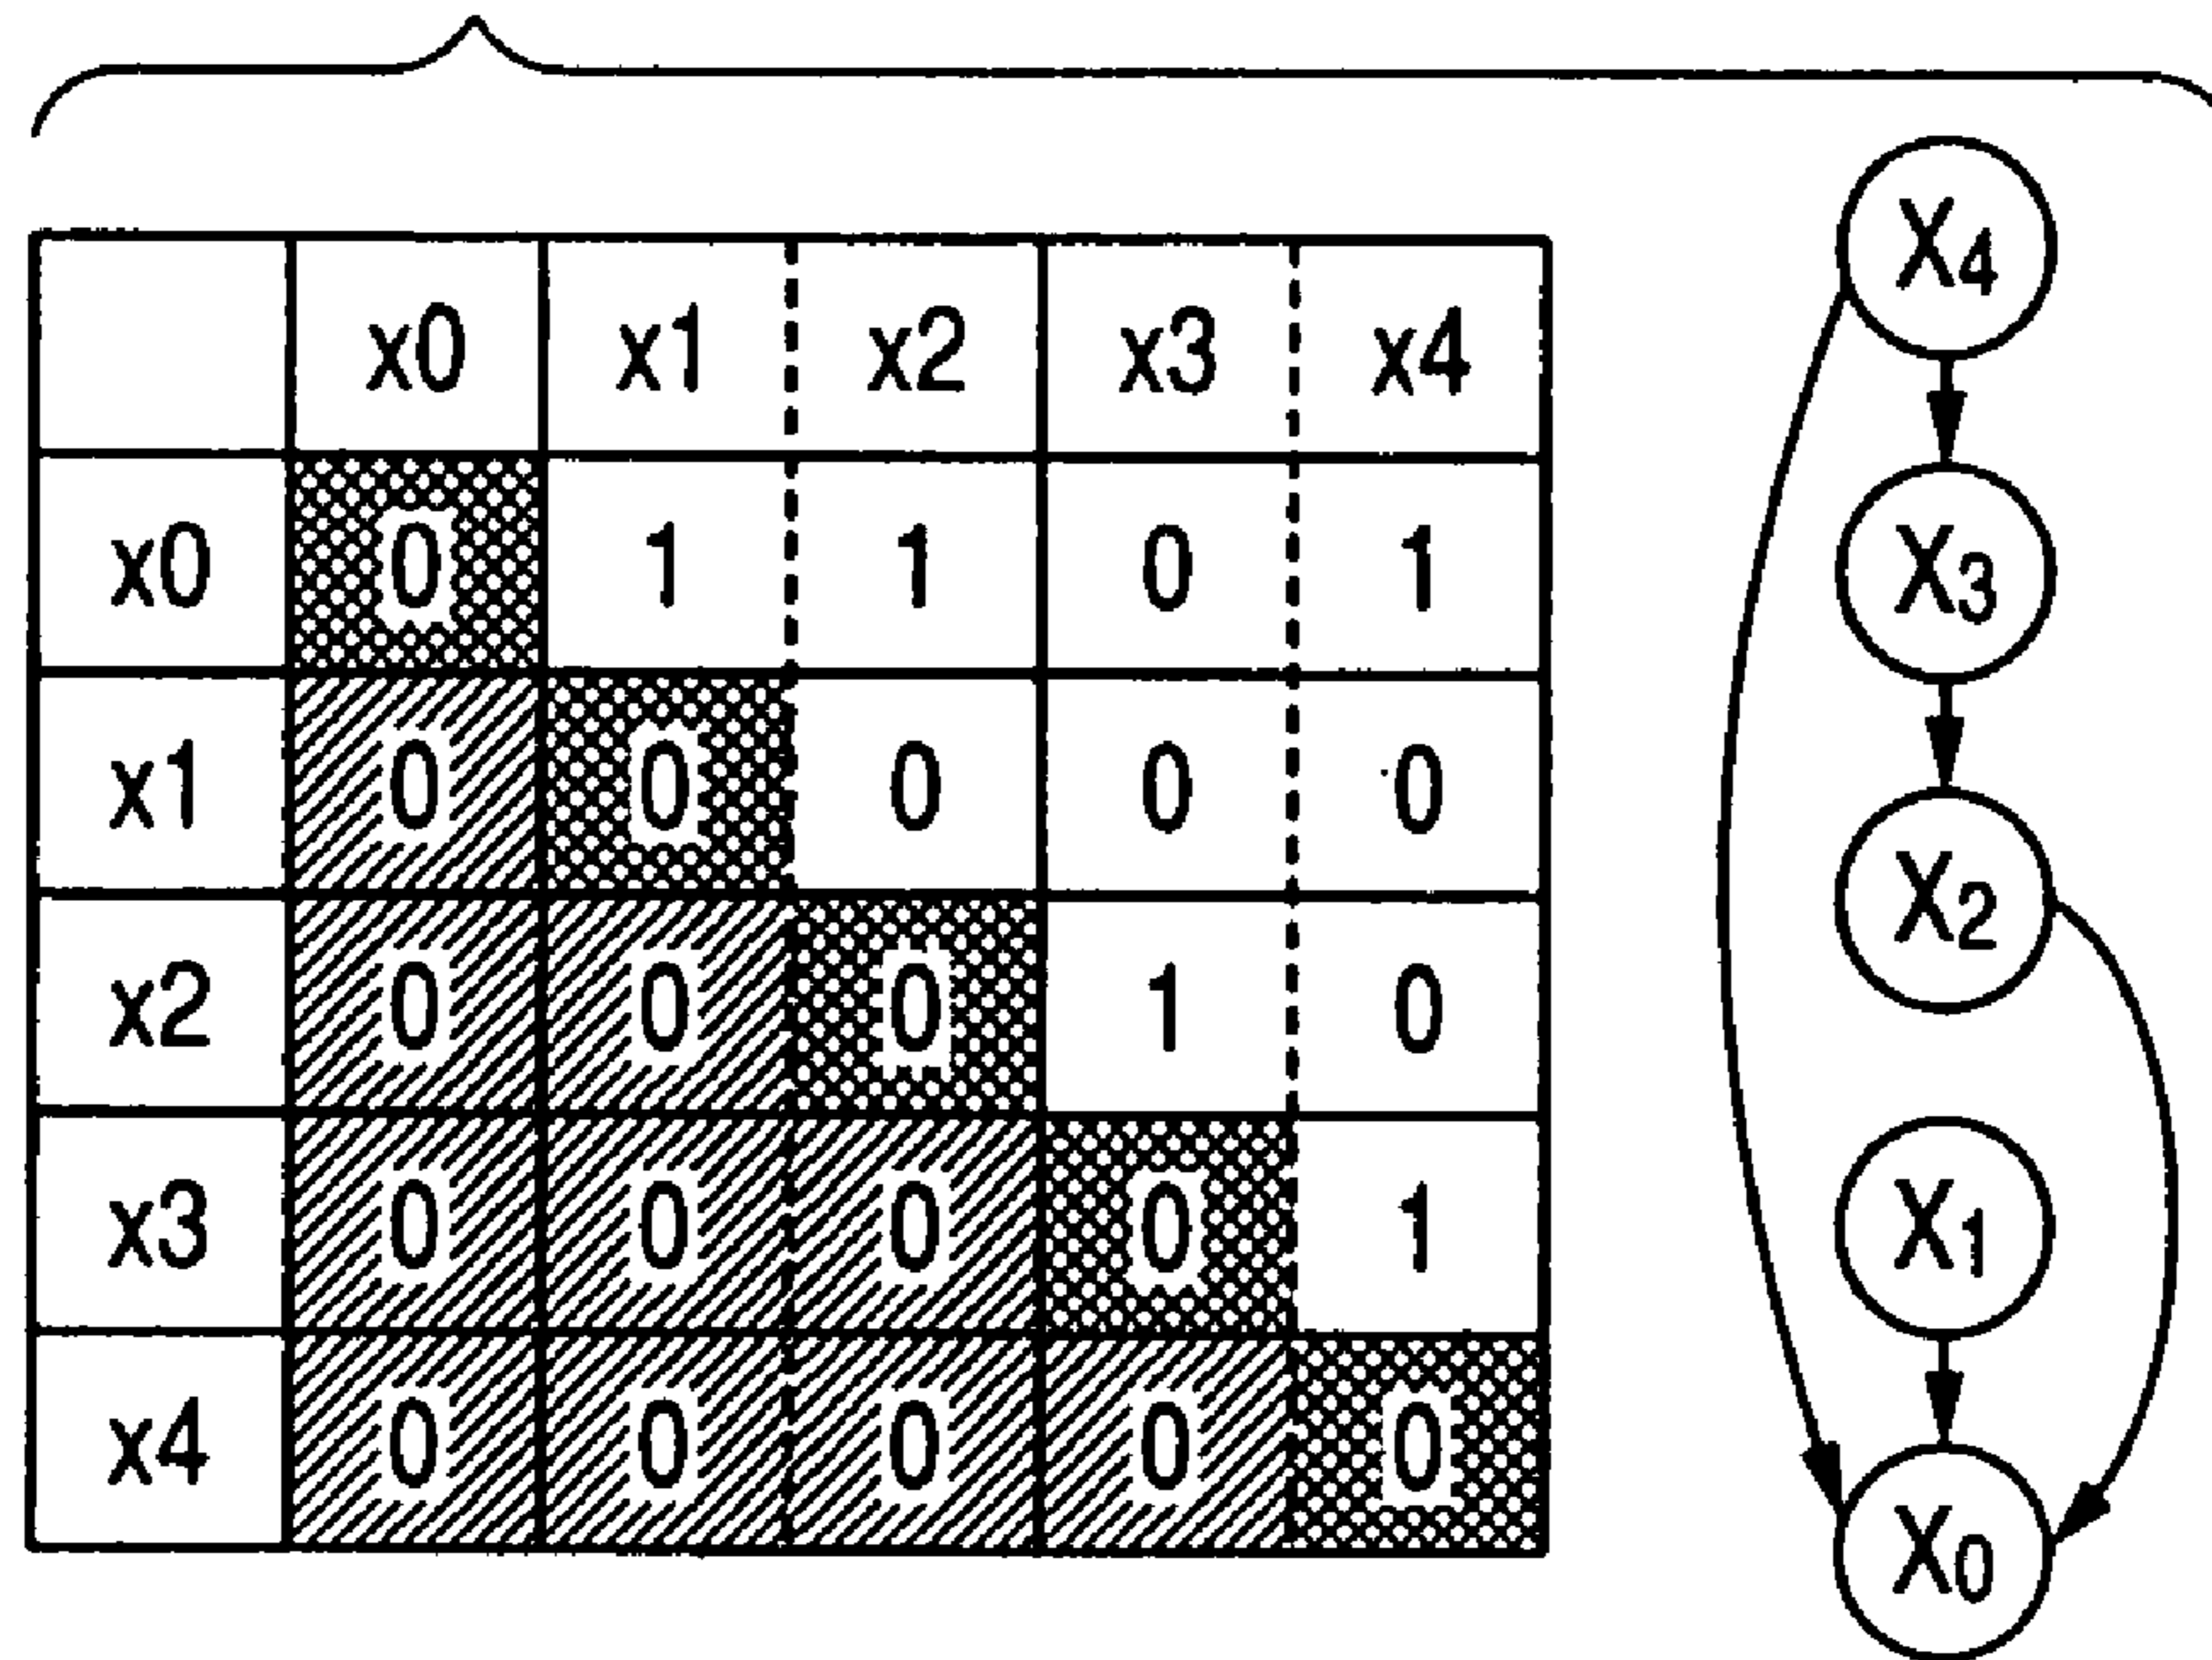 x0 x1 x2 x3 x4
x0 0 1 1 0 1
x1 0 0 0 0 0
x2 0 0 0 1 0
x3 0 0 0 0 1
x4 0 0 0 0 0
X4
X3
X2
X1
X0